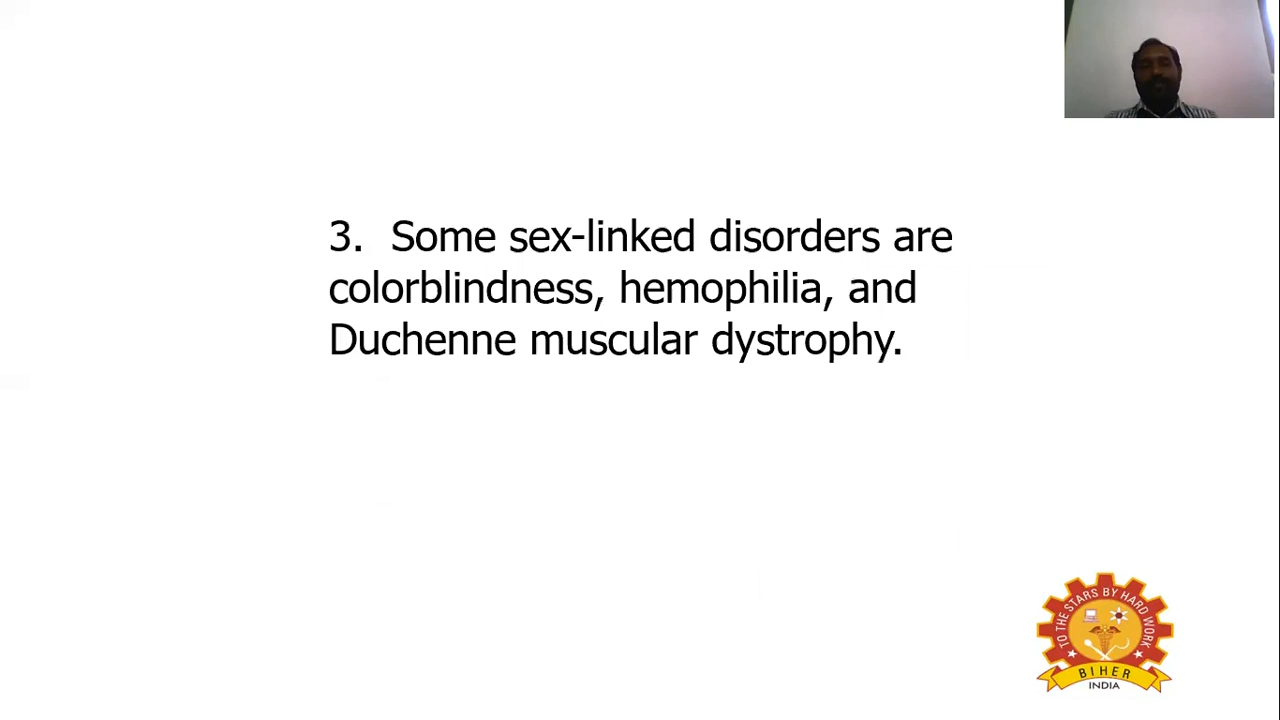 3.  Some sex-linked disorders are
colorblindness, hemophilia, and
Duchenne muscular dystrophy.
TO THE STARS BY HARD WORK
BIHER
INDIA